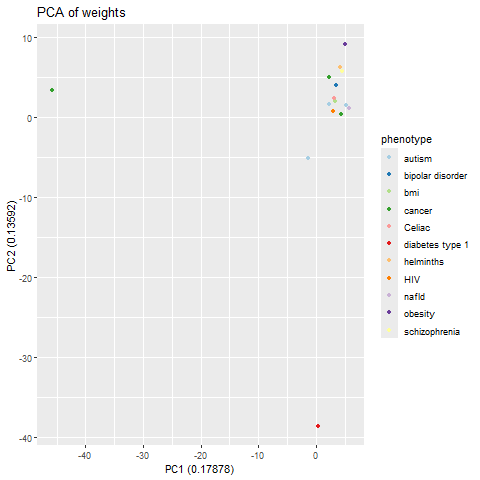 PCA of weights
10
0
-10
-20
-30
-40
PC2 (0.13592)
-40
-30
-20
-10
0
PC1 (0.17878)
phenotype
autism
bipolar disorder
bmi
cancer
Celiac
diabetes type 1
helminths
HIV
nafld
obesity
schizophrenia